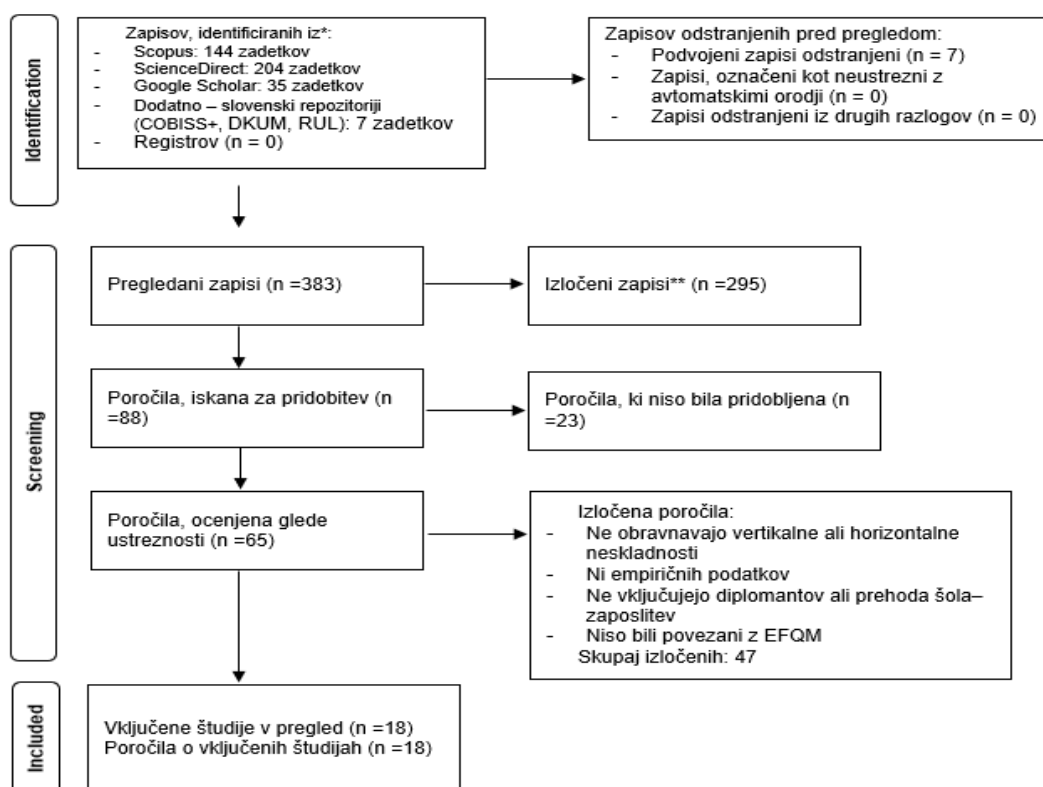 Identification
Zapisov, identificiranih iz*:
- Scopus: 144 zadetkov
- ScienceDirect: 204 zadetkov
- Google Scholar: 35 zadetkov
- Dodatno – slovenski repozitoriji
(COBISS+, DKUM, RUL): 7 zadetkov
- Registrov (n = 0)
Zapisov odstranjenih pred pregledom:
- Podvojeni zapisi odstranjeni (n = 7)
- Zapisi, označeni kot neustrezni z
avtomatskimi orodji (n = 0)
- Zapisi odstranjeni iz drugih razlogov (n = 0)
Screening
Pregledani zapisi (n =383)
Izločeni zapisi** (n =295)
Poročila, iskana za pridobitev (n
=88)
Poročila, ki niso bila pridobljena (n
=23)
Poročila, ocenjena glede
ustreznosti (n =65)
Izločena poročila:
- Ne obravnavajo vertikalne ali horizontalne
neskladnosti
- Ni empiričnih podatkov
- Ne vključujejo diplomantov ali prehoda šola–
zaposlitev
- Niso bili povezani z EFQM
Skupaj izločenih: 47
Included
Vključene študije v pregled (n =18)
Poročila o vključenih študijah (n =18)